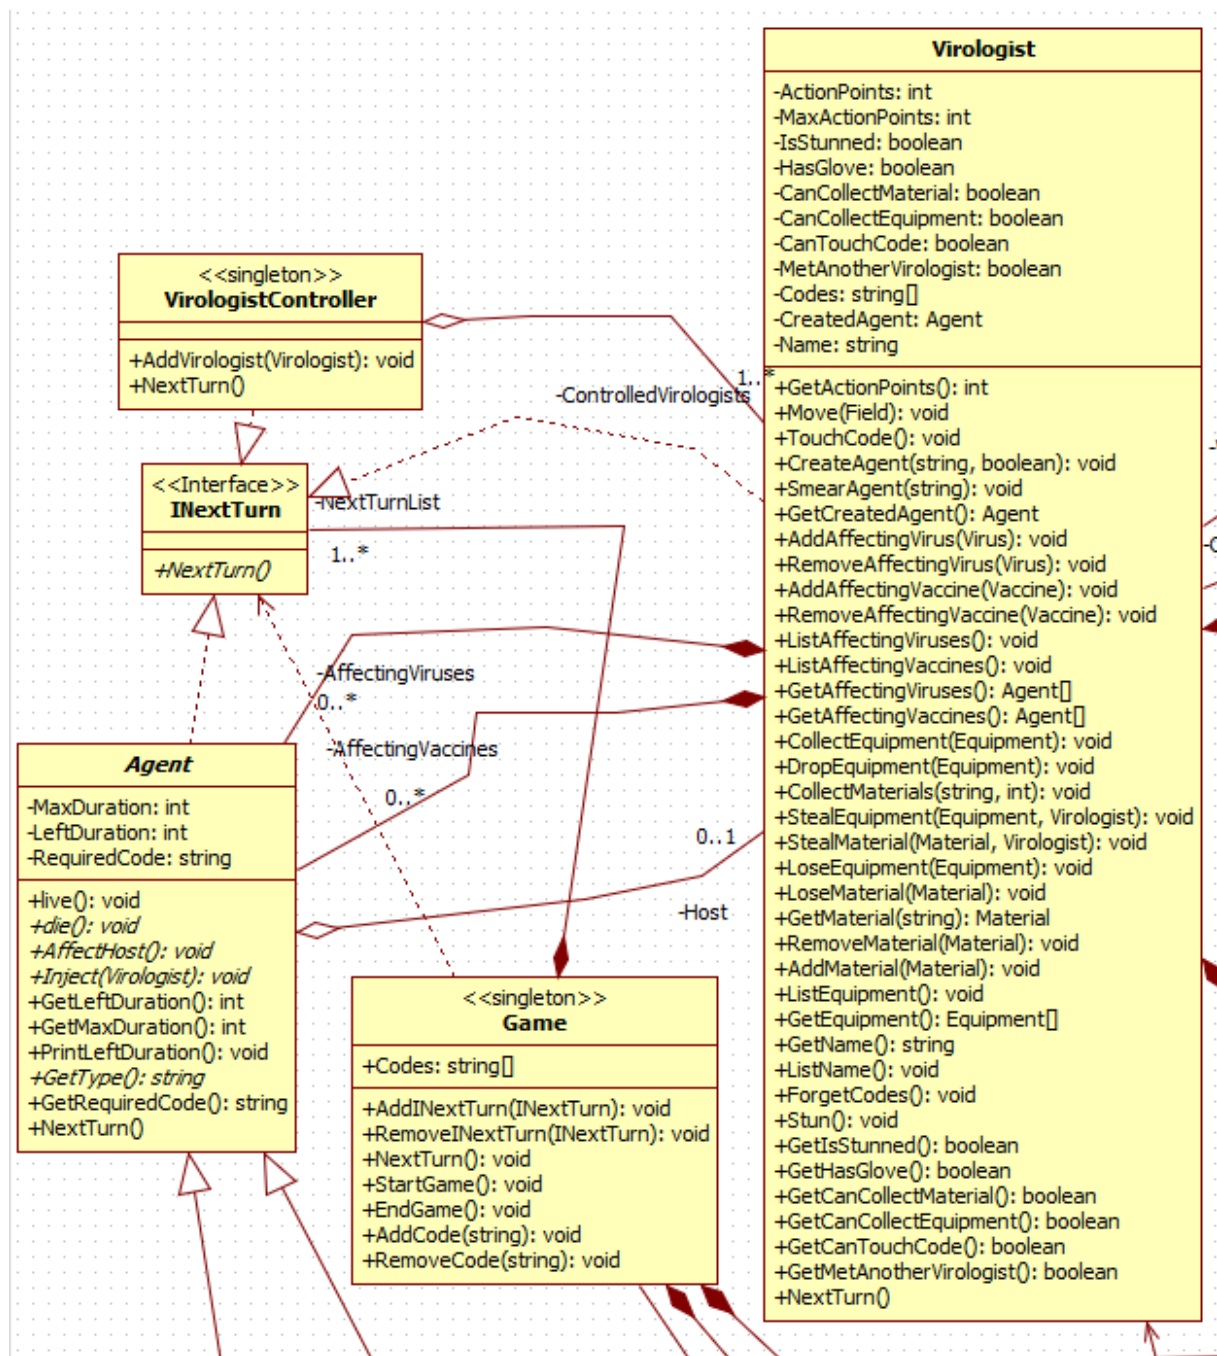 Virologist
-ActionPoints: int
-MaxActionPoints: int
-IsStunned: boolean
-HasGlove: boolean
-CanCollectMaterial: boolean
-CanCollectEquipment: boolean
-CanTouchCode: boolean
-MetAnotherVirologist: boolean
-Codes: string[]
-CreatedAgent: Agent
-Name: string
+GetActionPoints(): int
+Move(Field): void
+TouchCode(): void
+CreateAgent(string, boolean): void
+SmearAgent(string): void
+GetCreatedAgent(): Agent
+AddAffectingVirus(Virus): void
+RemoveAffectingVirus(Virus): void
+AddAffectingVaccine(Vaccine): void
+RemoveAffectingVaccine(Vaccine): void
+ListAffectingViruses(): void
+ListAffectingVaccines(): void
+GetAffectingViruses(): Agent[]
+GetAffectingVaccines(): Agent[]
+CollectEquipment(Equipment): void
+DropEquipment(Equipment): void
+CollectMaterials(string, int): void
+StealEquipment(Equipment, Virologist): void
+StealMaterial(Material, Virologist): void
+LoseEquipment(Equipment): void
+LoseMaterial(Material): void
+GetMaterial(string): Material
+RemoveMaterial(Material): void
+AddMaterial(Material): void
+ListEquipment(): void
+GetEquipment(): Equipment[]
+GetName(): string
+ListName(): void
+ForgetCodes(): void
+Stun(): void
+GetIsStunned(): boolean
+GetHasGlove(): boolean
+GetCanCollectMaterial(): boolean
+GetCanCollectEquipment(): boolean
+GetCanTouchCode(): boolean
+GetMetAnotherVirologist(): boolean
+NextTurn()
<<singleton>>
VirologistController
+AddVirologist(Virologist): void
+NextTurn()
1..*
-ControlledVirologists
<<Interface>>
INextTurn
+NextTurn()
-NextTurnList
1..*
-AffectingViruses
0..*
-AffectingVaccines
0..*
0..1
-Host
Agent
-MaxDuration: int
-LeftDuration: int
-RequiredCode: string
+live(): void
+die(): void
+AffectHost(): void
+Inject(Virologist): void
+GetLeftDuration(): int
+GetMaxDuration(): int
+PrintLeftDuration(): void
+GetType(): string
+GetRequiredCode(): string
+NextTurn()
<<singleton>>
Game
+Codes: string[]
+AddINextTurn(INextTurn): void
+RemoveINextTurn(INextTurn): void
+NextTurn(): void
+StartGame(): void
+EndGame(): void
+AddCode(string): void
+RemoveCode(string): void